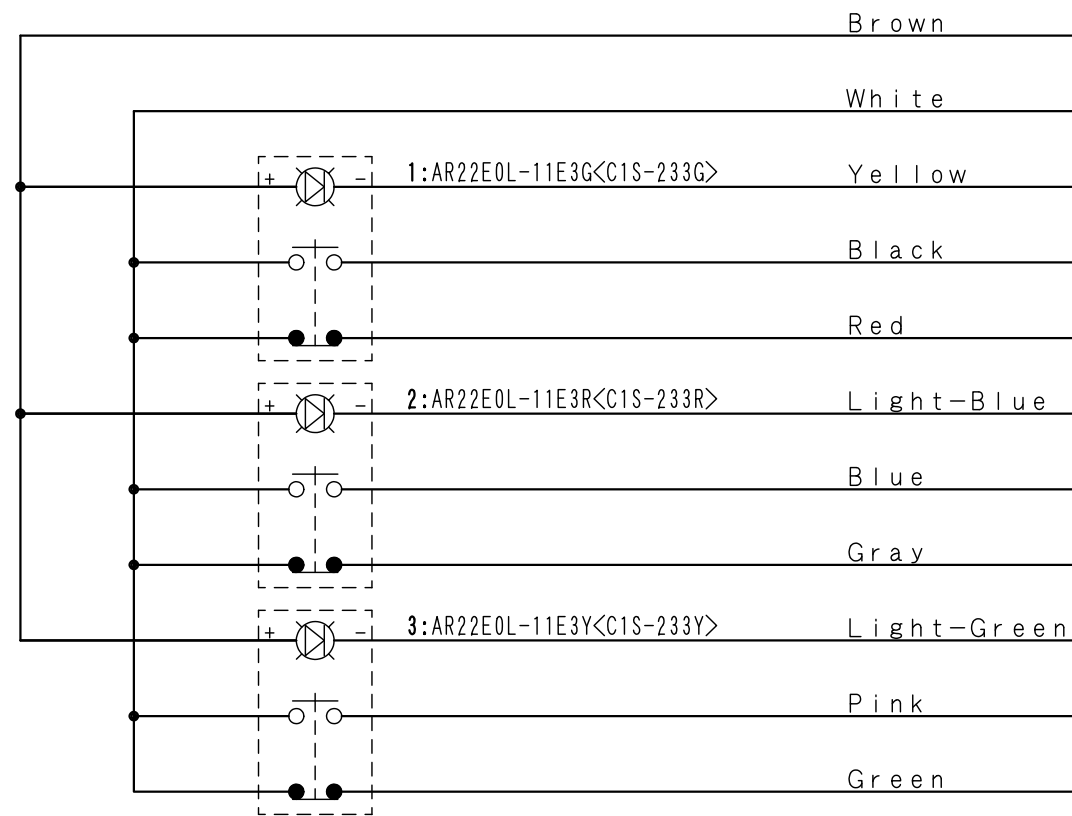 Brown
White
+ − 1:AR22E0L-11E3G<C1S-233G> Yellow
Black
Red
+ − 2:AR22E0L-11E3R<C1S-233R> Light−Blue
Blue
Gray
+ − 3:AR22E0L-11E3Y<C1S-233Y> Light−Green
Pink
Green